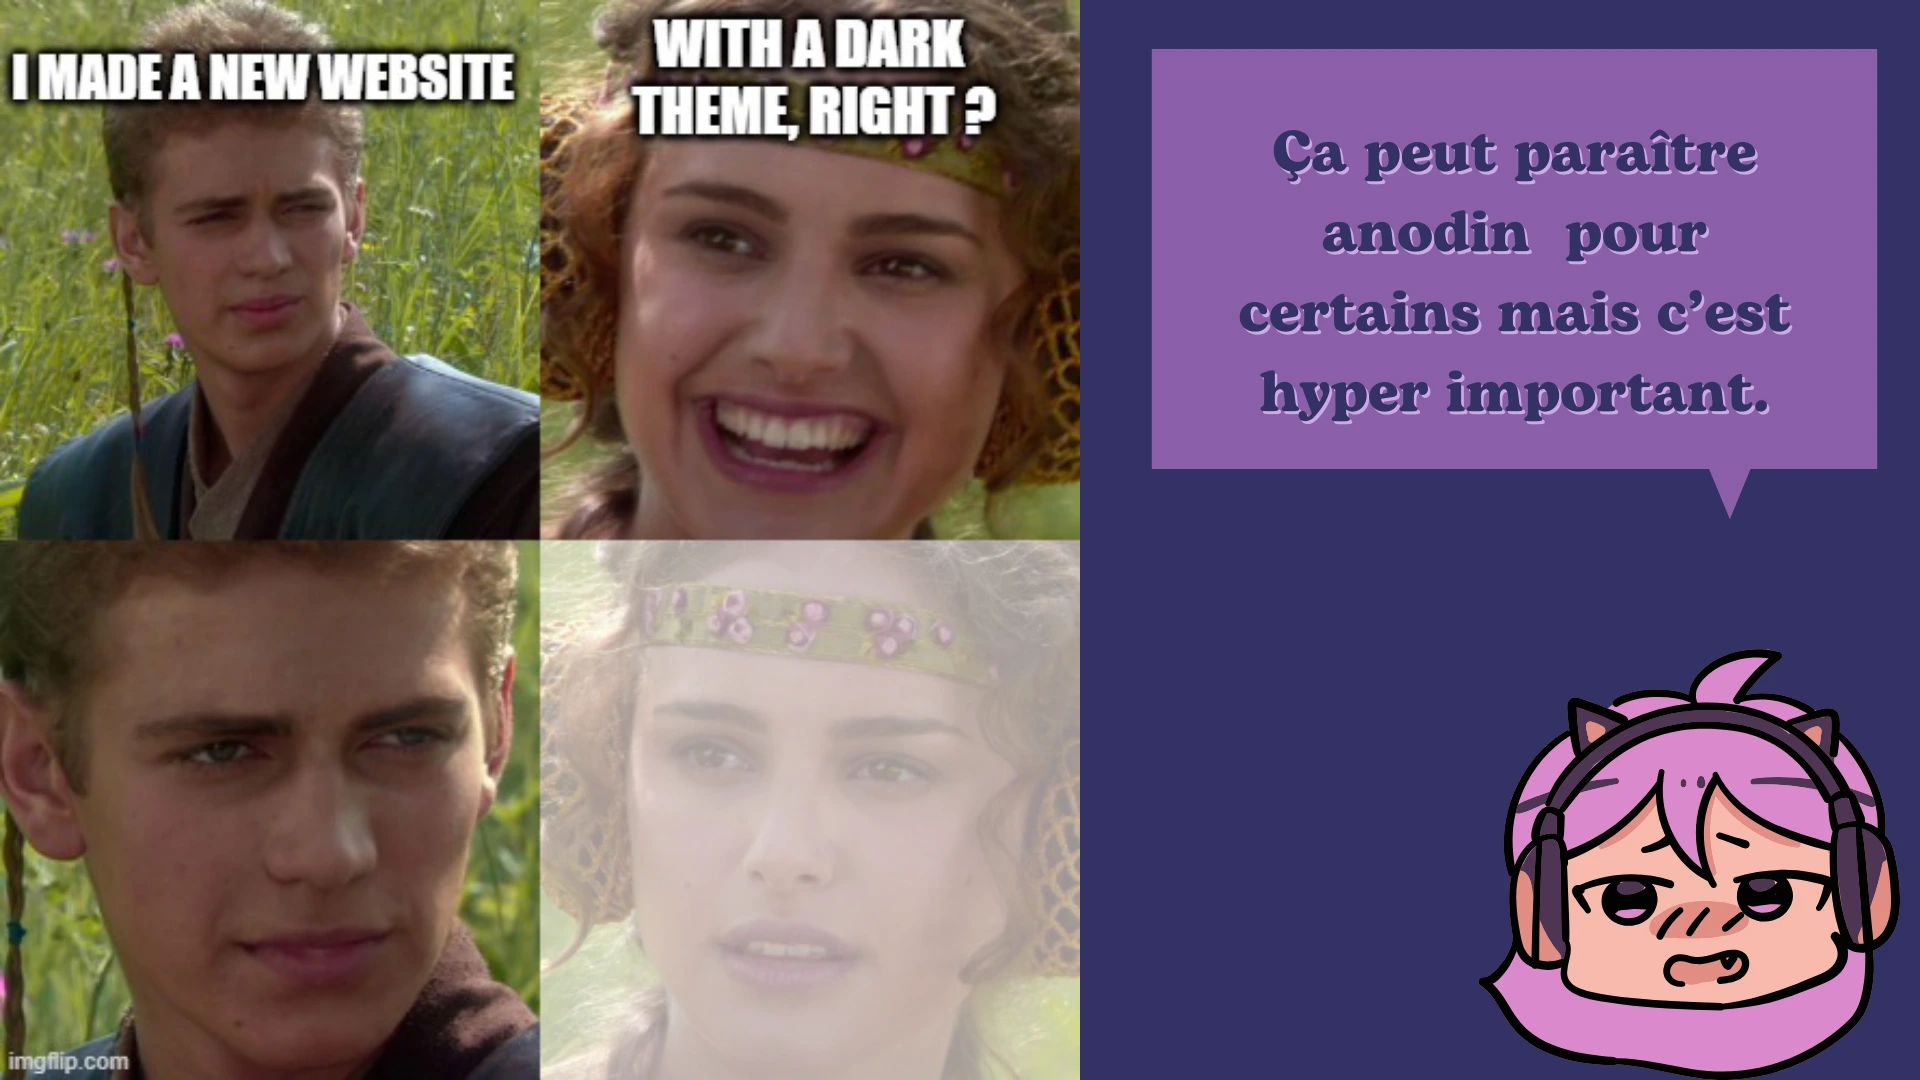 I MADE A NEW WEBSITE
WITH A DARK
THEME, RIGHT ?
Ça peut paraître
anodin pour
certains mais c’est
hyper important.
imgflip.com